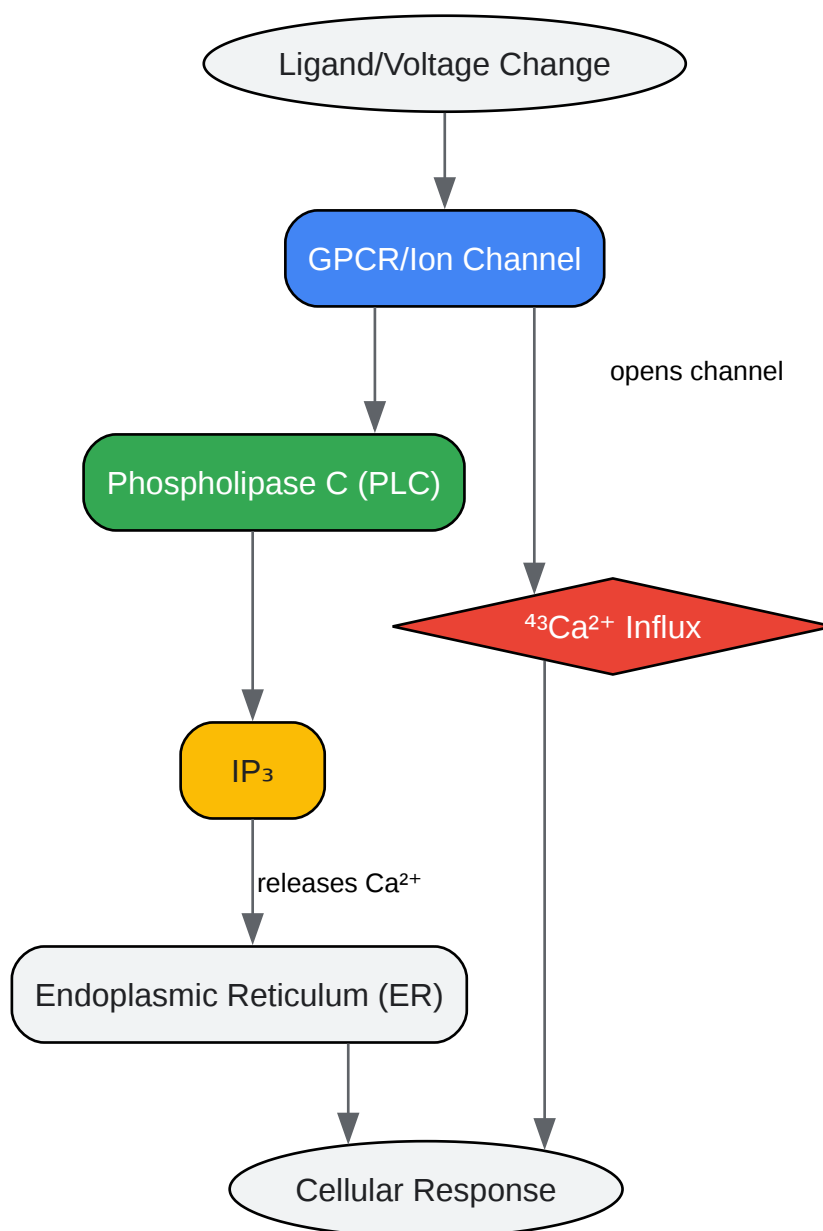 Ligand/Voltage Change
GPCR/Ion Channel
opens channel
Phospholipase C (PLC)
⁴³Ca²⁺ Influx
IP₃
releases Ca²⁺
Endoplasmic Reticulum (ER)
Cellular Response